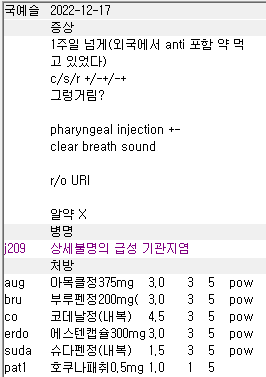 국예슬 2022-12-17
증상
1주일 넘게(외국에서 anti 포함 약 먹
고 있었다)
c/s/r +/-+/-+
그렁거림?
pharyngeal injection +-
clear breath sound
r/o URI
알약 X
병명
j209 상세불명의 급성 기관지염
처방
aug 아목클정375mg 3.0 3 5 pow
bru 부루펜정200mg( 3.0 3 5 pow
co 코데날정(내복) 4.5 3 5 pow
erdo 에스텐캡슐300mg 3.0 3 5 pow
suda 슈다펜정(내복) 1.5 3 5 pow
pat1 호쿠나패취0.5mg 1.0 1 5